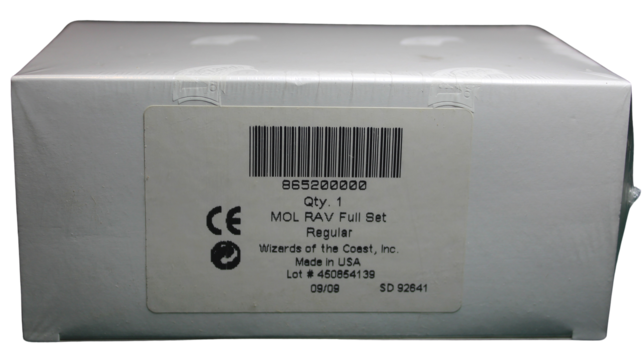 865200000
Qty. 1
MOL RAV Full Set
Regular
Wizards of the Coast, Inc.
Made in USA
Lot # 450854139
09/09 SD 92641
CE